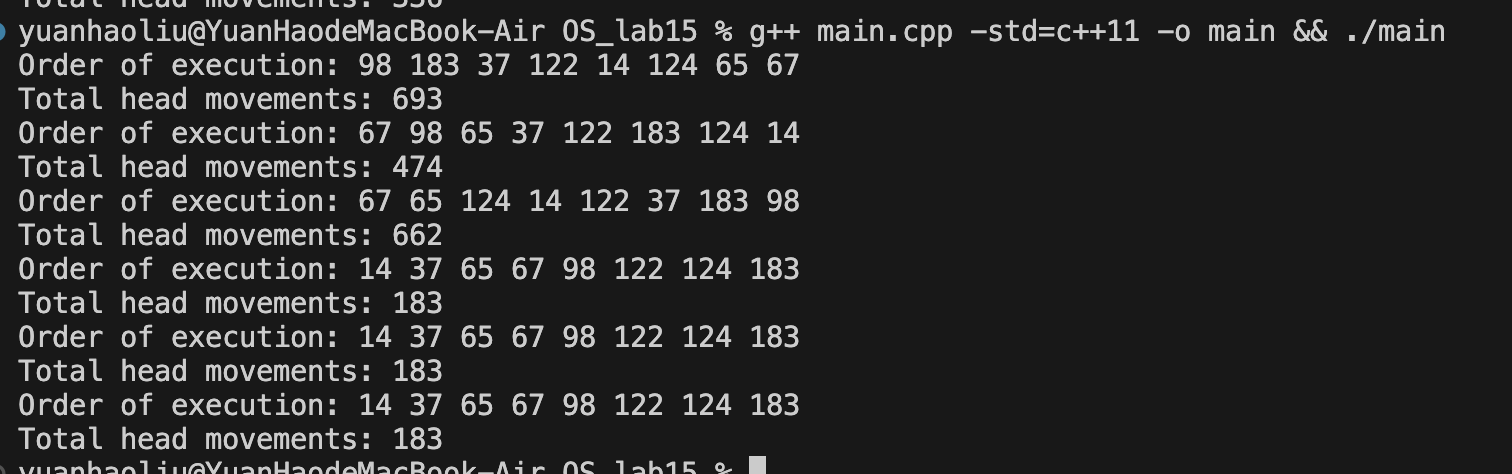 Total head movements: 336
yuanhaoliu@YuanHaodeMacBook-Air OS_lab15 % g++ main.cpp -std=c++11 -o main && ./main
Order of execution: 98 183 37 122 14 124 65 67
Total head movements: 693
Order of execution: 67 98 65 37 122 183 124 14
Total head movements: 474
Order of execution: 67 65 124 14 122 37 183 98
Total head movements: 662
Order of execution: 14 37 65 67 98 122 124 183
Total head movements: 183
Order of execution: 14 37 65 67 98 122 124 183
Total head movements: 183
Order of execution: 14 37 65 67 98 122 124 183
Total head movements: 183
yuanhaoliu@YuanHaodeMacBook-Air OS_lab15 %